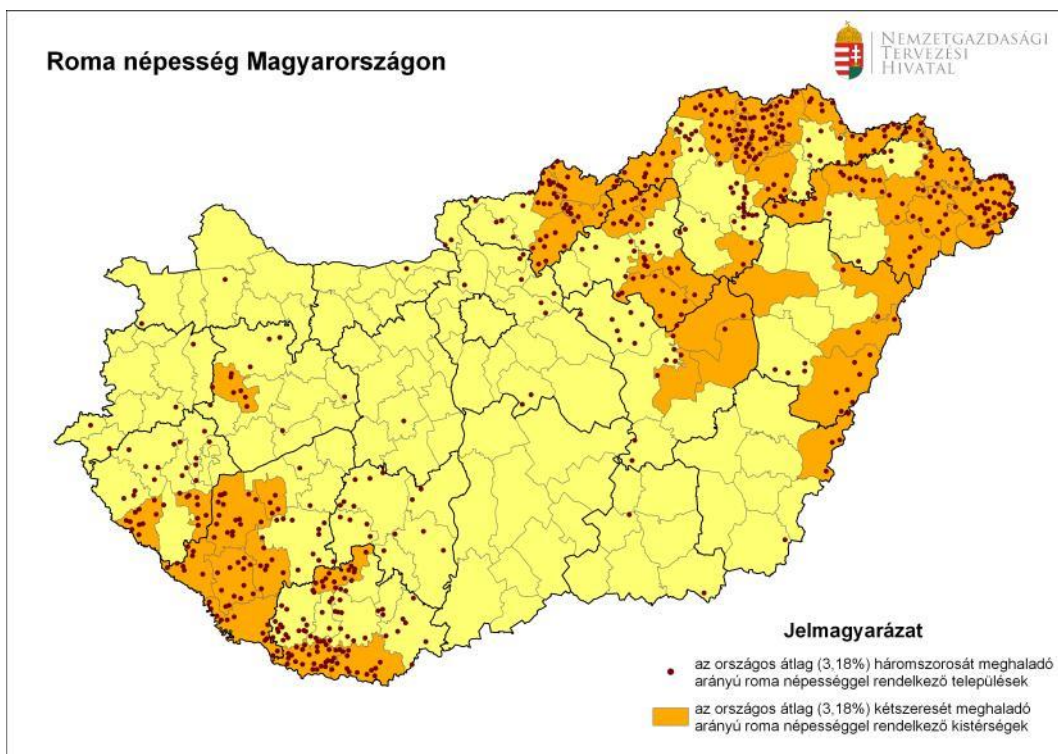 Roma népesség Magyarországon
NEMZETGAZDASÁGI
TERVEZÉSI
HIVATAL
Jelmagyarázat
az országos átlag (3,18%) háromszorosát meghaladó
arányú roma népességgel rendelkező települések
az országos átlag (3,18%) kétszeresét meghaladó
arányú roma népességgel rendelkező kistérségek